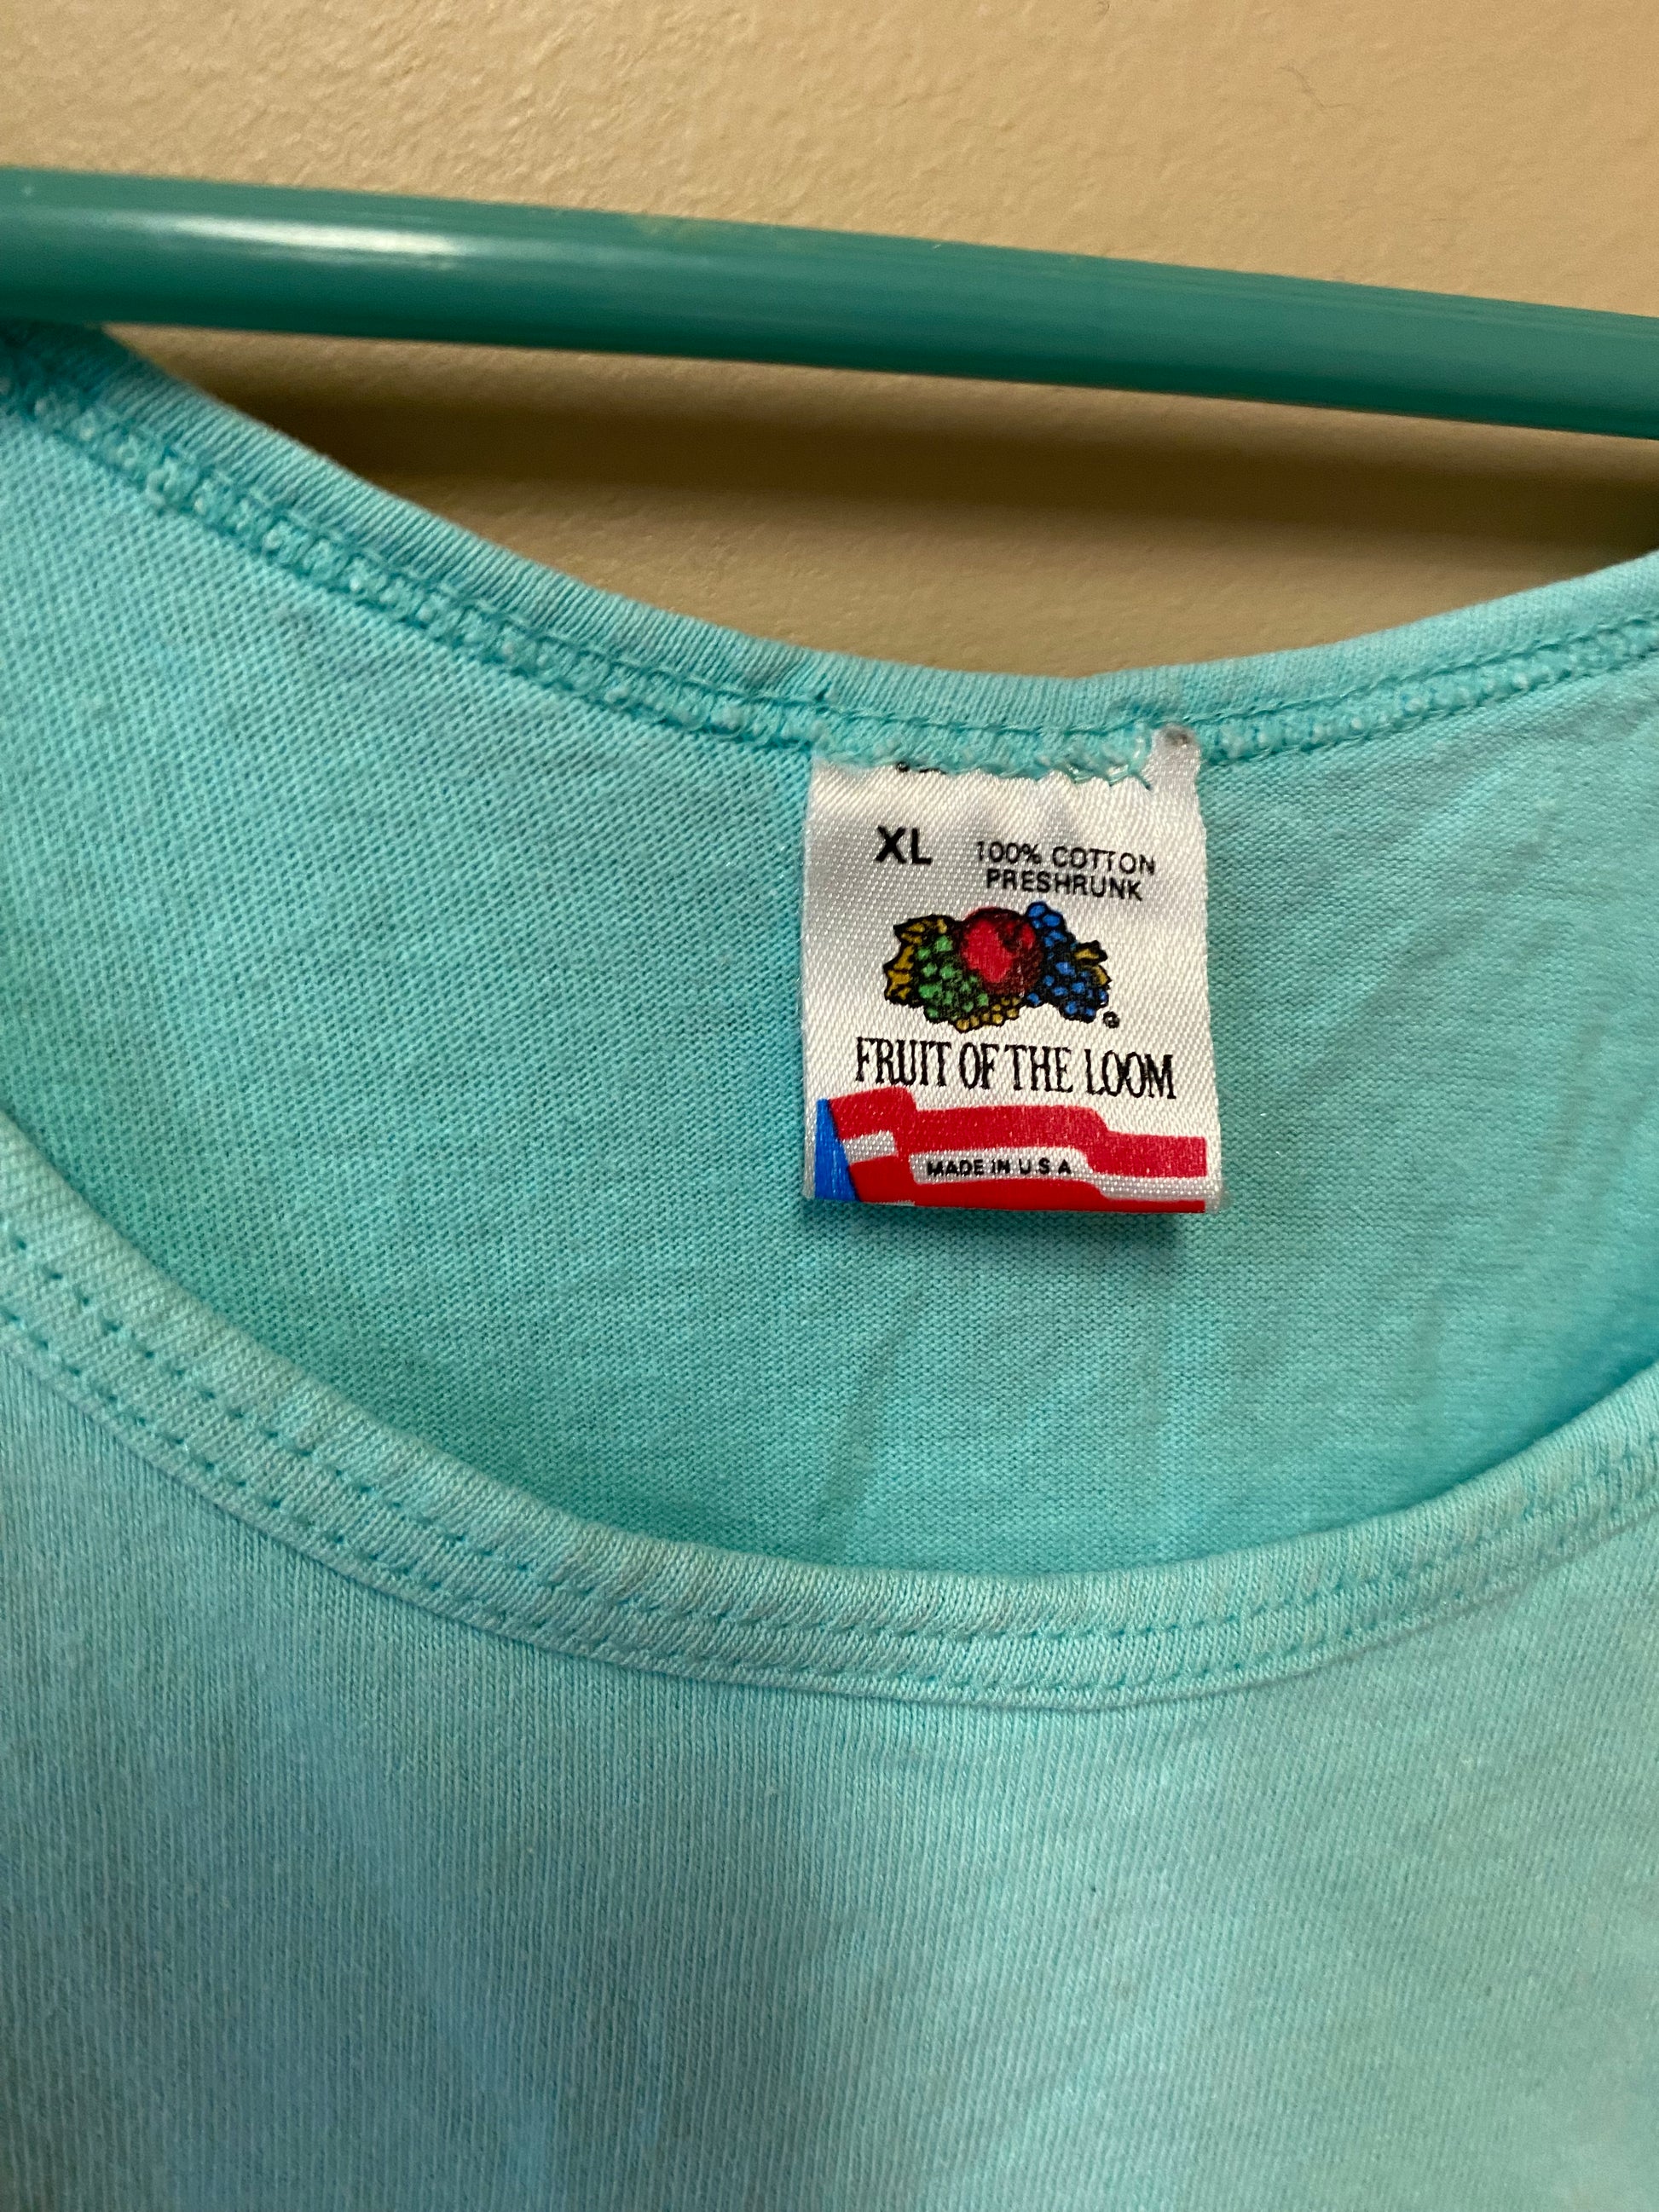 XL 100% COTTON
PRESHRUNK
®
FRUIT OF THE LOOM
MADE IN U S A